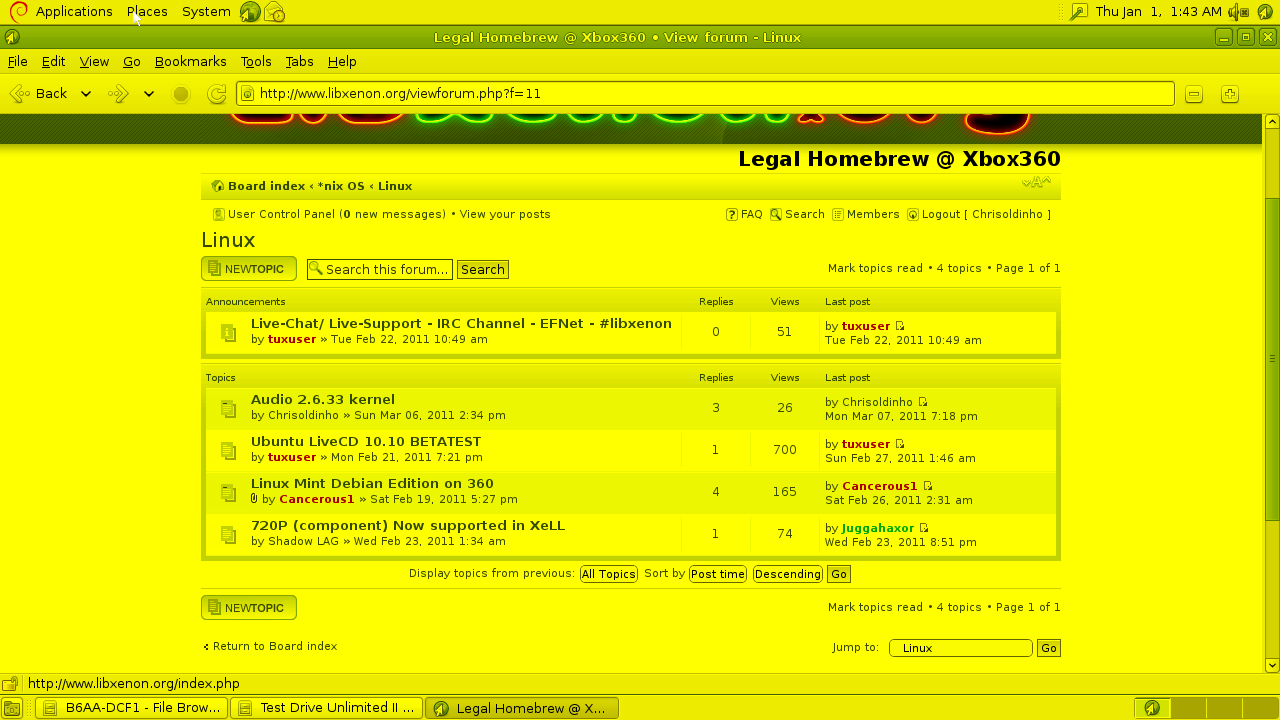 Applications Places System Thu Jan 1, 1:43 AM
Legal Homebrew @ Xbox360 • View forum - Linux
File Edit View Go Bookmarks Tools Tabs Help
Back http://www.libxenon.org/viewforum.php?f=11
Legal Homebrew @ Xbox360
Board index ‹ *nix OS ‹ Linux
User Control Panel (0 new messages) • View your posts FAQ Search Members Logout [ Chrisoldinho ]
Linux
NEWTOPIC Search this forum... Search Mark topics read • 4 topics • Page 1 of 1
Announcements Replies Views Last post
Live-Chat/ Live-Support - IRC Channel - EFNet - #libxenon 0 51 by tuxuser
by tuxuser » Tue Feb 22, 2011 10:49 am Tue Feb 22, 2011 10:49 am
Topics Replies Views Last post
Audio 2.6.33 kernel 3 26 by Chrisoldinho
by Chrisoldinho » Sun Mar 06, 2011 2:34 pm Mon Mar 07, 2011 7:18 pm
Ubuntu LiveCD 10.10 BETATEST 1 700 by tuxuser
by tuxuser » Mon Feb 21, 2011 7:21 pm Sun Feb 27, 2011 1:46 am
Linux Mint Debian Edition on 360 4 165 by Cancerous1
by Cancerous1 » Sat Feb 19, 2011 5:27 pm Sat Feb 26, 2011 2:31 am
720P (component) Now supported in XeLL 1 74 by Juggahaxor
by Shadow LAG » Wed Feb 23, 2011 1:34 am Wed Feb 23, 2011 8:51 pm
Display topics from previous: All Topics Sort by Post time Descending Go
NEWTOPIC Mark topics read • 4 topics • Page 1 of 1
Return to Board index Jump to: Linux Go
http://www.libxenon.org/index.php
B6AA-DCF1 - File Brow... Test Drive Unlimited II ... Legal Homebrew @ X...